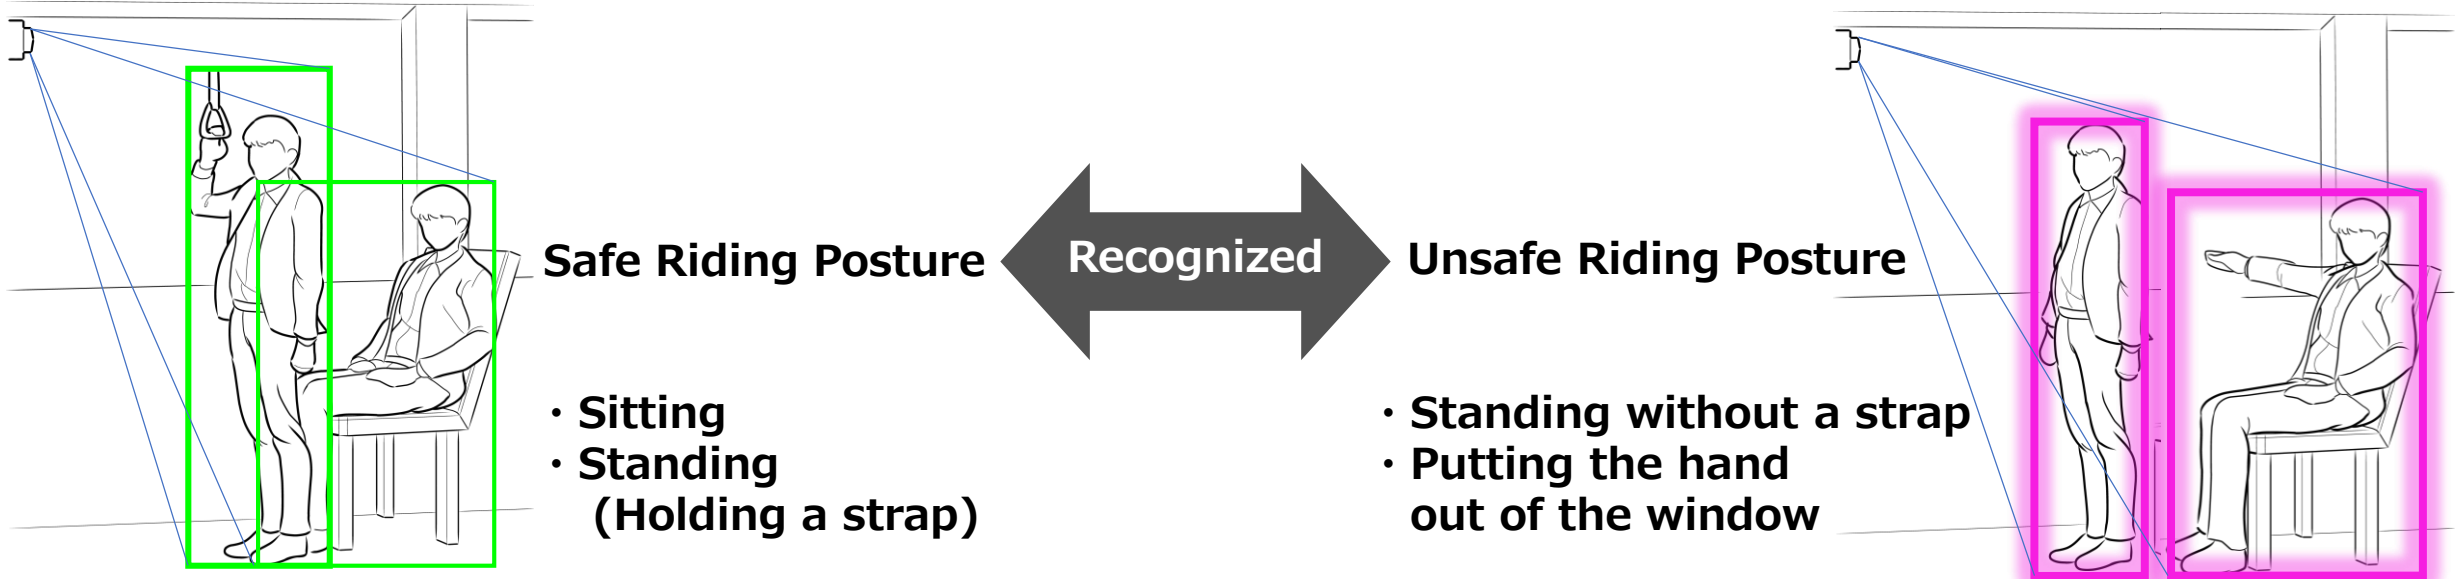 Safe Riding Posture
・Sitting
・Standing
(Holding a strap)
Recognized
Unsafe Riding Posture
・Standing without a strap
・Putting the hand
out of the window